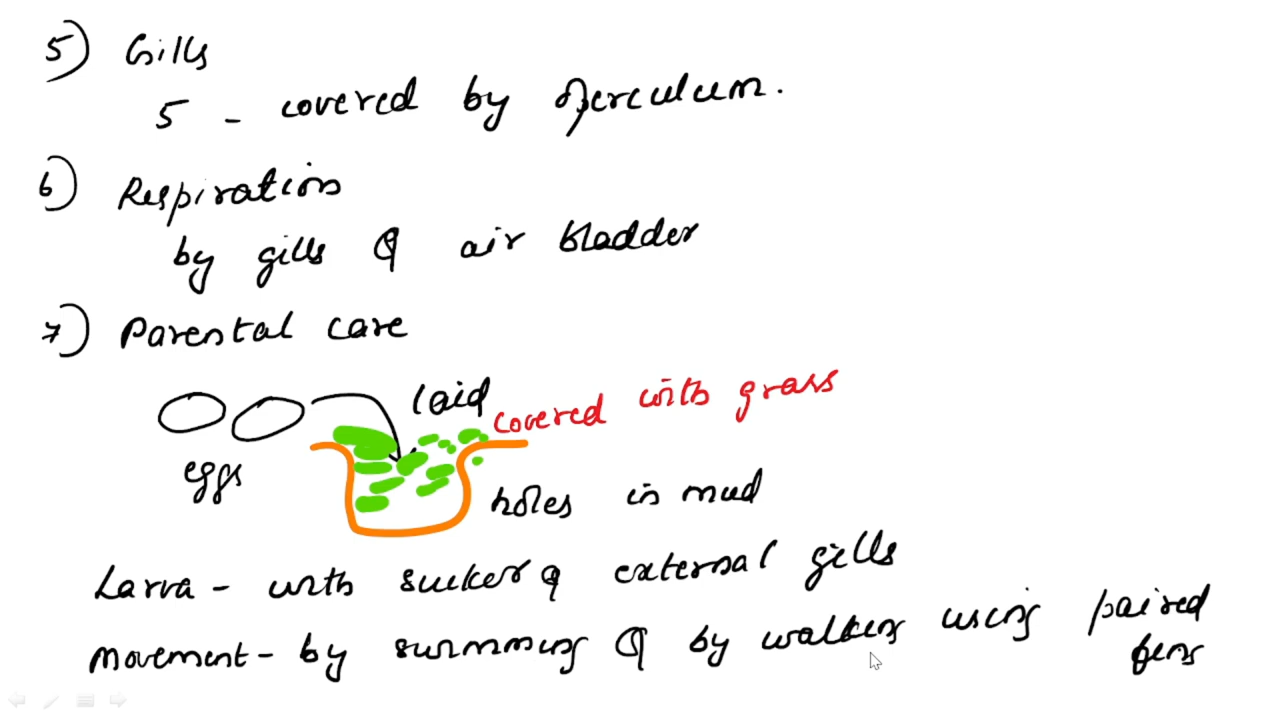 5) Gills
5 - covered by operculum.
6) Respiration
by gills & air bladder
7) Parental care
laid
covered with grass
eggs
holes in mud
Larva - with sucker & external gills
Movement - by swimming & by walking using paired
fins